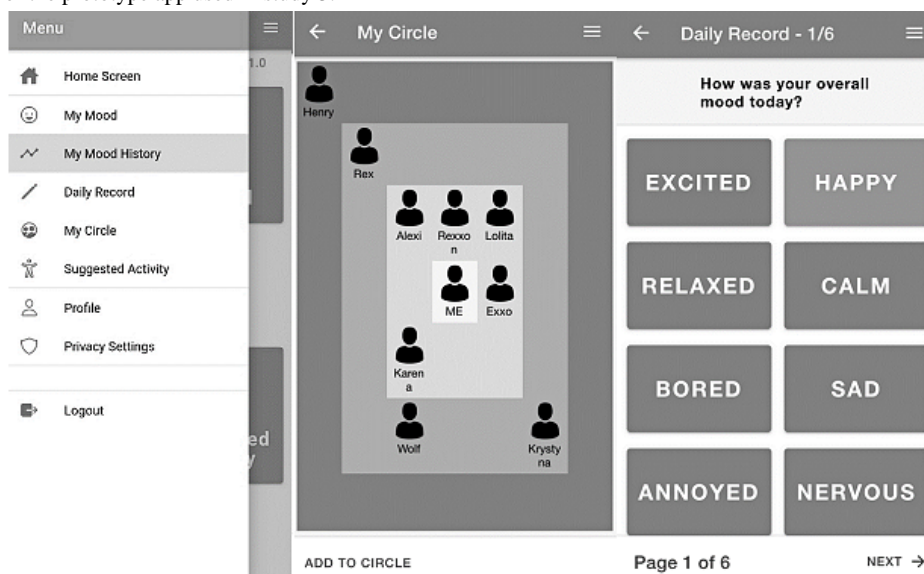 Menu
1.0
Home Screen
My Mood
My Mood History
Daily Record
My Circle
Suggested Activity
Profile
Privacy Settings
Logout
ed
y
My Circle
Henry
Rex
Alexi
Rexxo
n
Lolita
ME
Exxo
Karen
a
Wolf
Krysty
na
ADD TO CIRCLE
Daily Record - 1/6
How was your overall
mood today?
EXCITED
HAPPY
RELAXED
CALM
BORED
SAD
ANNOYED
NERVOUS
Page 1 of 6
NEXT